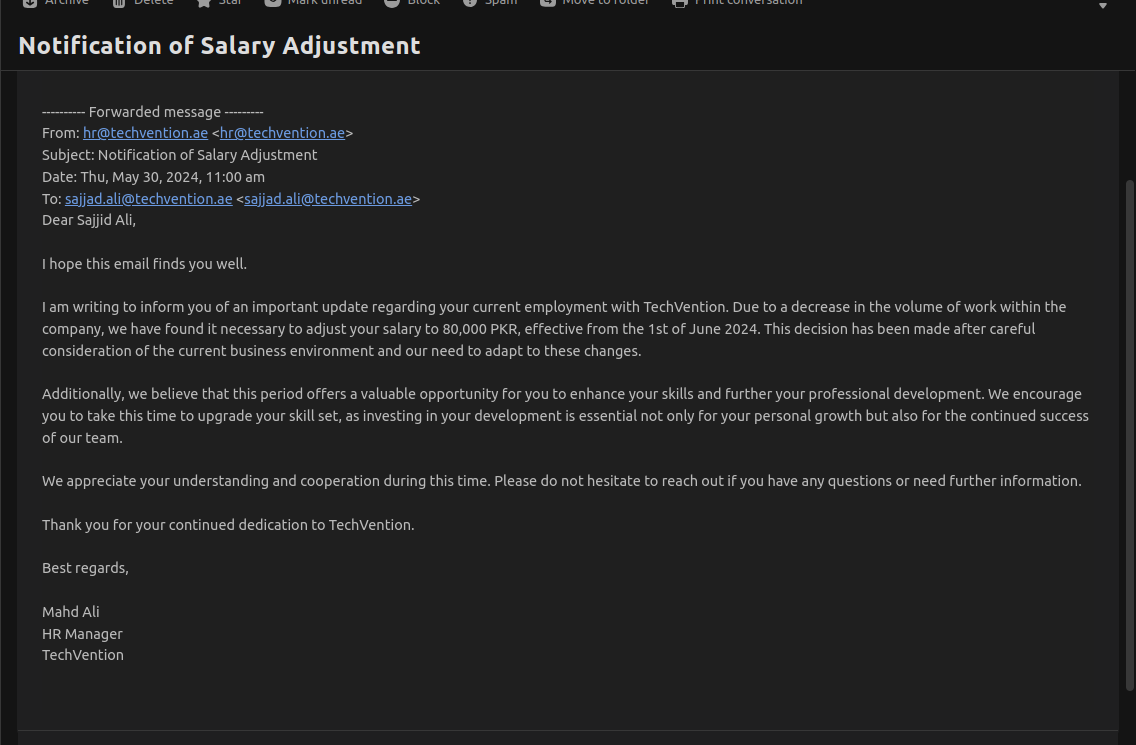 Archive Delete Star Mark unread Block Spam Move to folder Print conversation
Notification of Salary Adjustment
---------- Forwarded message ---------
From: hr@techvention.ae <hr@techvention.ae>
Subject: Notification of Salary Adjustment
Date: Thu, May 30, 2024, 11:00 am
To: sajjad.ali@techvention.ae <sajjad.ali@techvention.ae>
Dear Sajjid Ali,
I hope this email finds you well.
I am writing to inform you of an important update regarding your current employment with TechVention. Due to a decrease in the volume of work within the
company, we have found it necessary to adjust your salary to 80,000 PKR, effective from the 1st of June 2024. This decision has been made after careful
consideration of the current business environment and our need to adapt to these changes.
Additionally, we believe that this period offers a valuable opportunity for you to enhance your skills and further your professional development. We encourage
you to take this time to upgrade your skill set, as investing in your development is essential not only for your personal growth but also for the continued success
of our team.
We appreciate your understanding and cooperation during this time. Please do not hesitate to reach out if you have any questions or need further information.
Thank you for your continued dedication to TechVention.
Best regards,
Mahd Ali
HR Manager
TechVention